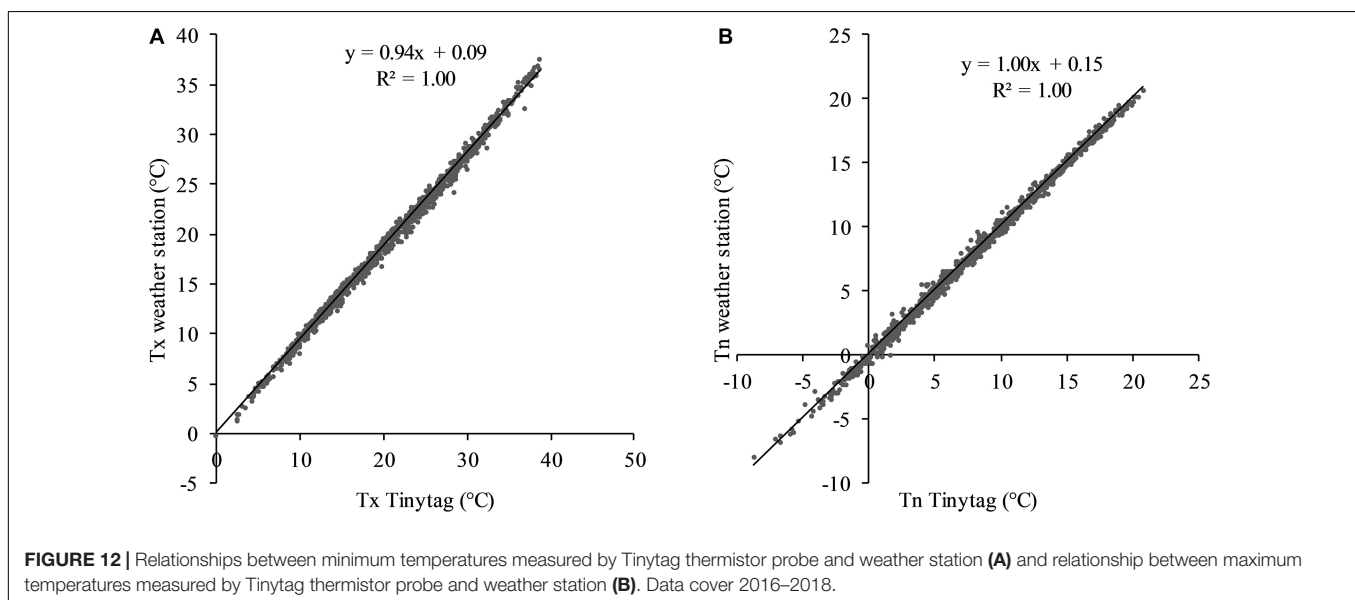 A
y = 0.94x + 0.09
R² = 1.00
40
35
30
25
20
15
10
5
0
-5
0 10 20 30 40 50
Tx weather station (°C)
Tx Tinytag (°C)
B
y = 1.00x + 0.15
R² = 1.00
25
20
15
10
5
0
-5
-10
-10 -5 0 5 10 15 20 25
Tn weather station (°C)
Tn Tinytag (°C)
FIGURE 12 | Relationships between minimum temperatures measured by Tinytag thermistor probe and weather station (A) and relationship between maximum
temperatures measured by Tinytag thermistor probe and weather station (B). Data cover 2016–2018.